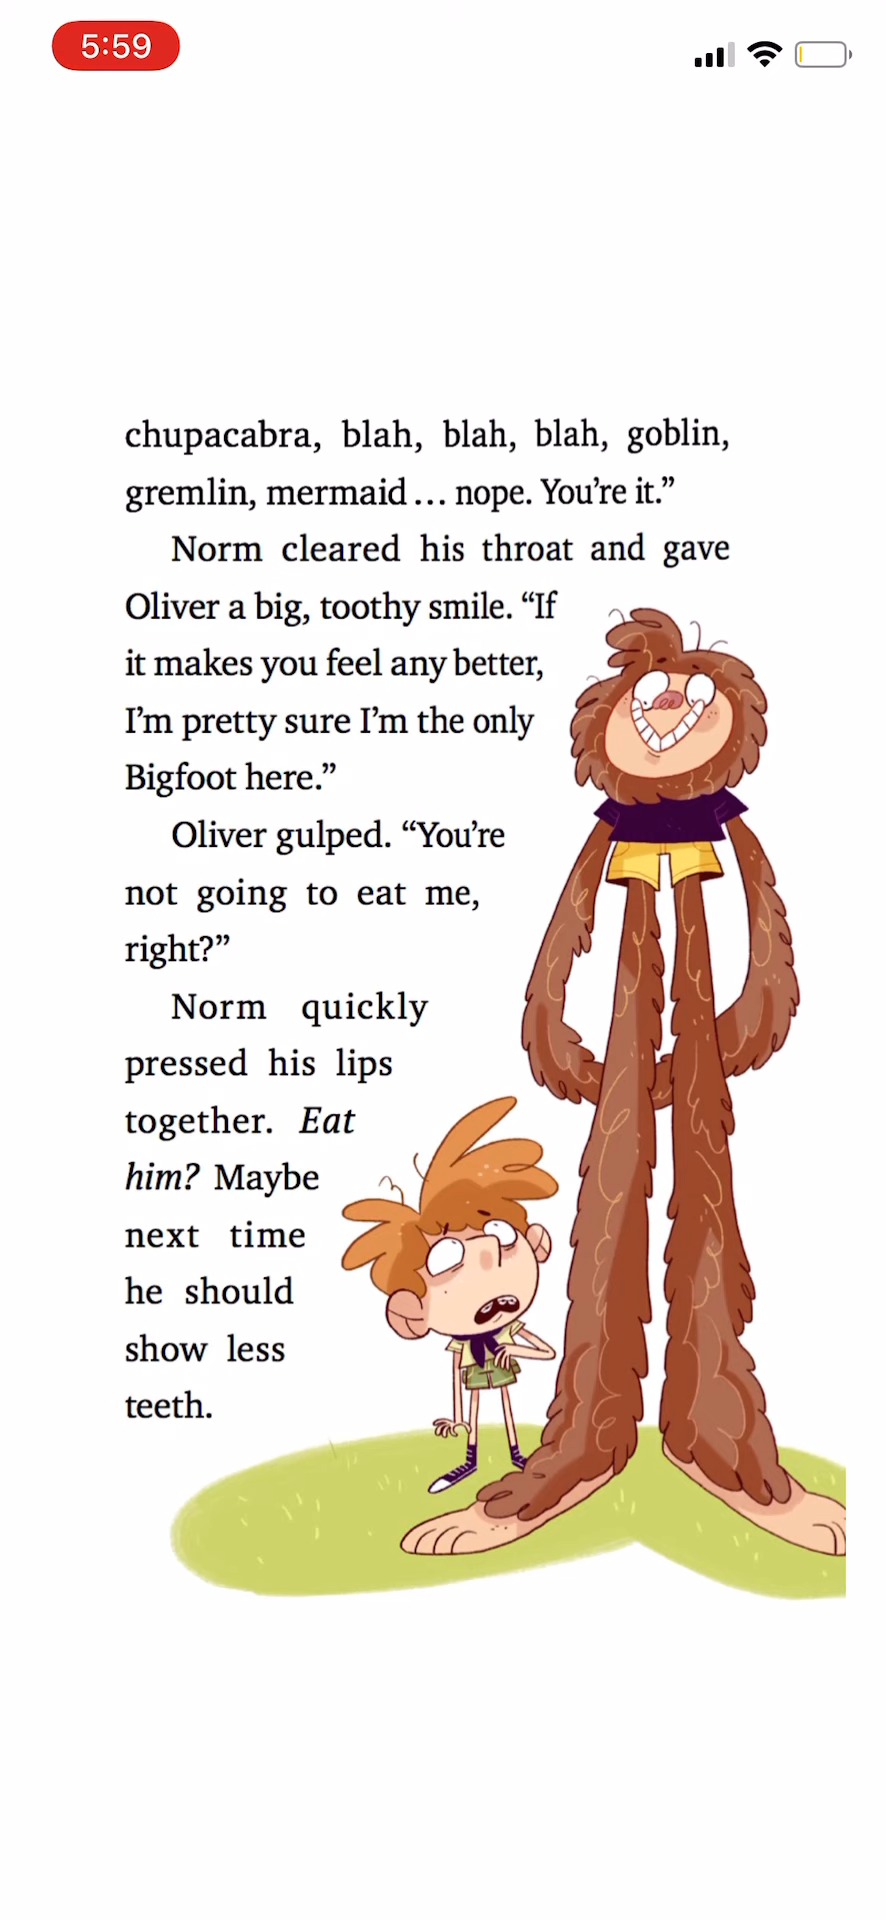 5:59
chupacabra, blah, blah, blah, goblin,
gremlin, mermaid … nope. You’re it.”
Norm cleared his throat and gave
Oliver a big, toothy smile. “If
it makes you feel any better,
I’m pretty sure I’m the only
Bigfoot here.”
Oliver gulped. “You’re
not going to eat me,
right?”
Norm quickly
pressed his lips
together. Eat
him? Maybe
next time
he should
show less
teeth.